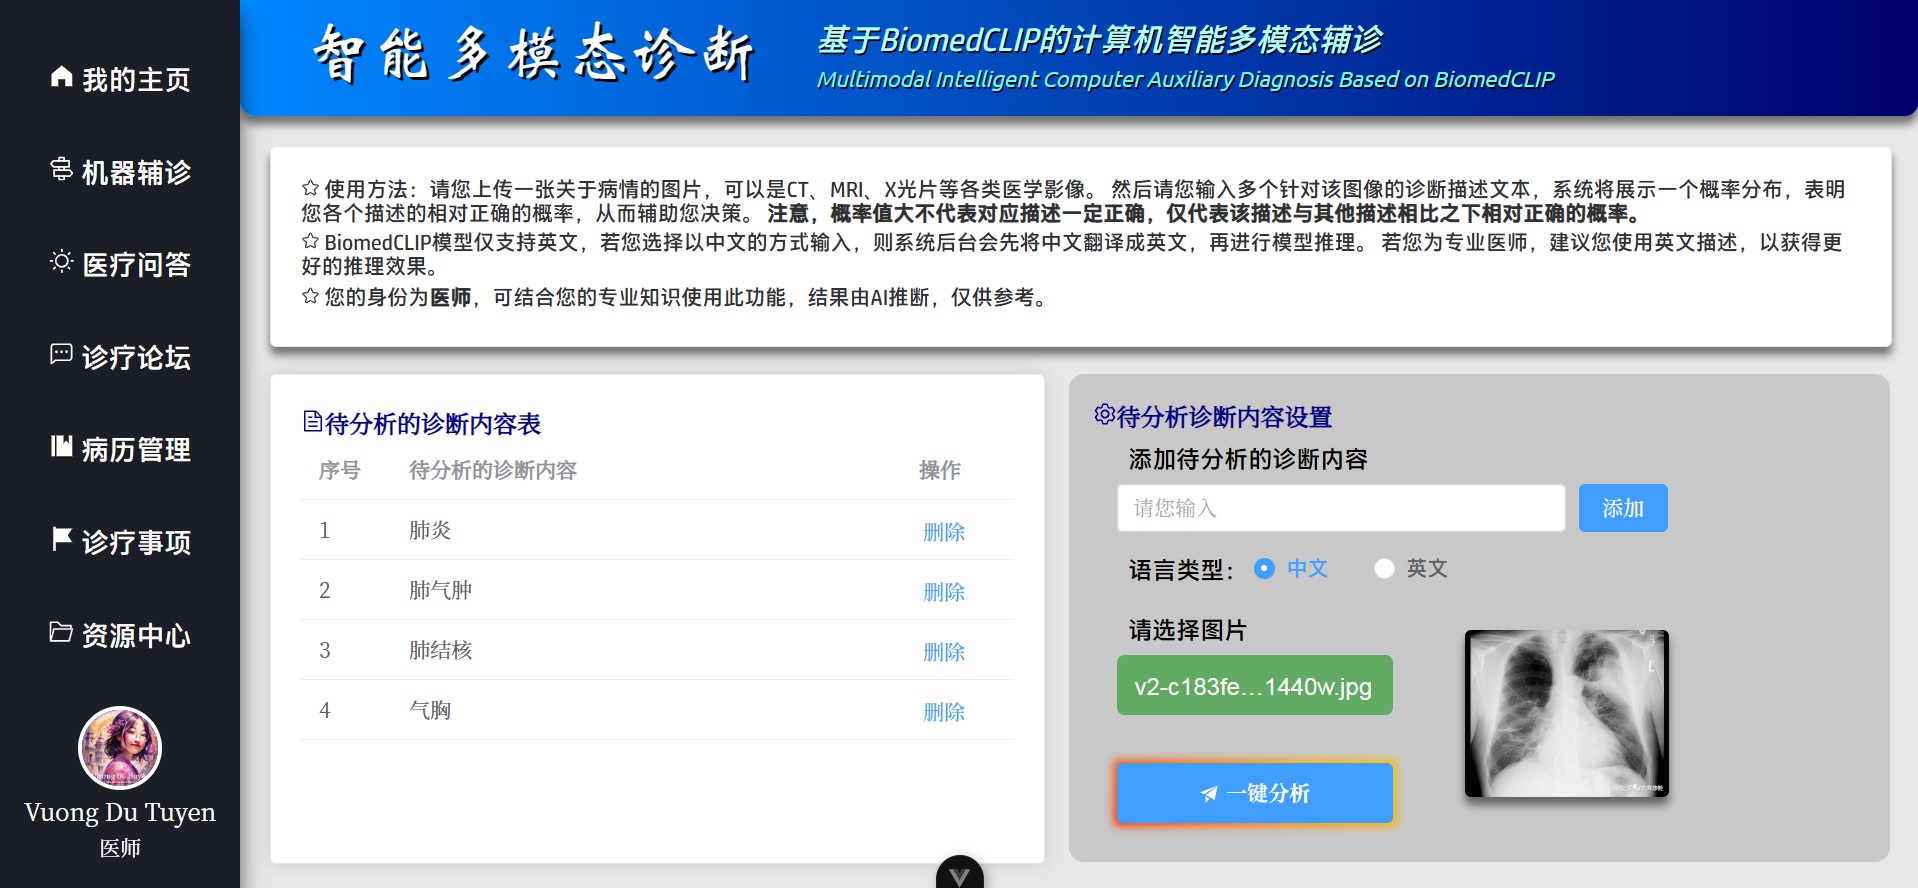 我的主页
机器辅诊
医疗问答
诊疗论坛
病历管理
诊疗事项
资源中心
Vuong Du Tuyen
医师
智能多模态诊断
基于BiomedCLIP的计算机智能多模态辅诊
Multimodal Intelligent Computer Auxiliary Diagnosis Based on BiomedCLIP
使用方法：请您上传一张关于病情的图片，可以是CT、MRI、X光片等各类医学影像。 然后请您输入多个针对该图像的诊断描述文本，系统将展示一个概率分布，表明
您各个描述的相对正确的概率，从而辅助您决策。 注意，概率值大不代表对应描述一定正确，仅代表该描述与其他描述相比之下相对正确的概率。
BiomedCLIP模型仅支持英文，若您选择以中文的方式输入，则系统后台会先将中文翻译成英文，再进行模型推理。 若您为专业医师，建议您使用英文描述，以获得更
好的推理效果。
您的身份为医师，可结合您的专业知识使用此功能，结果由AI推断，仅供参考。
待分析的诊断内容表
序号 待分析的诊断内容 操作
1 肺炎 删除
2 肺气肿 删除
3 肺结核 删除
4 气胸 删除
待分析诊断内容设置
添加待分析的诊断内容
请您输入 添加
语言类型： 中文 英文
请选择图片
v2-c183fe...1440w.jpg
一键分析
L